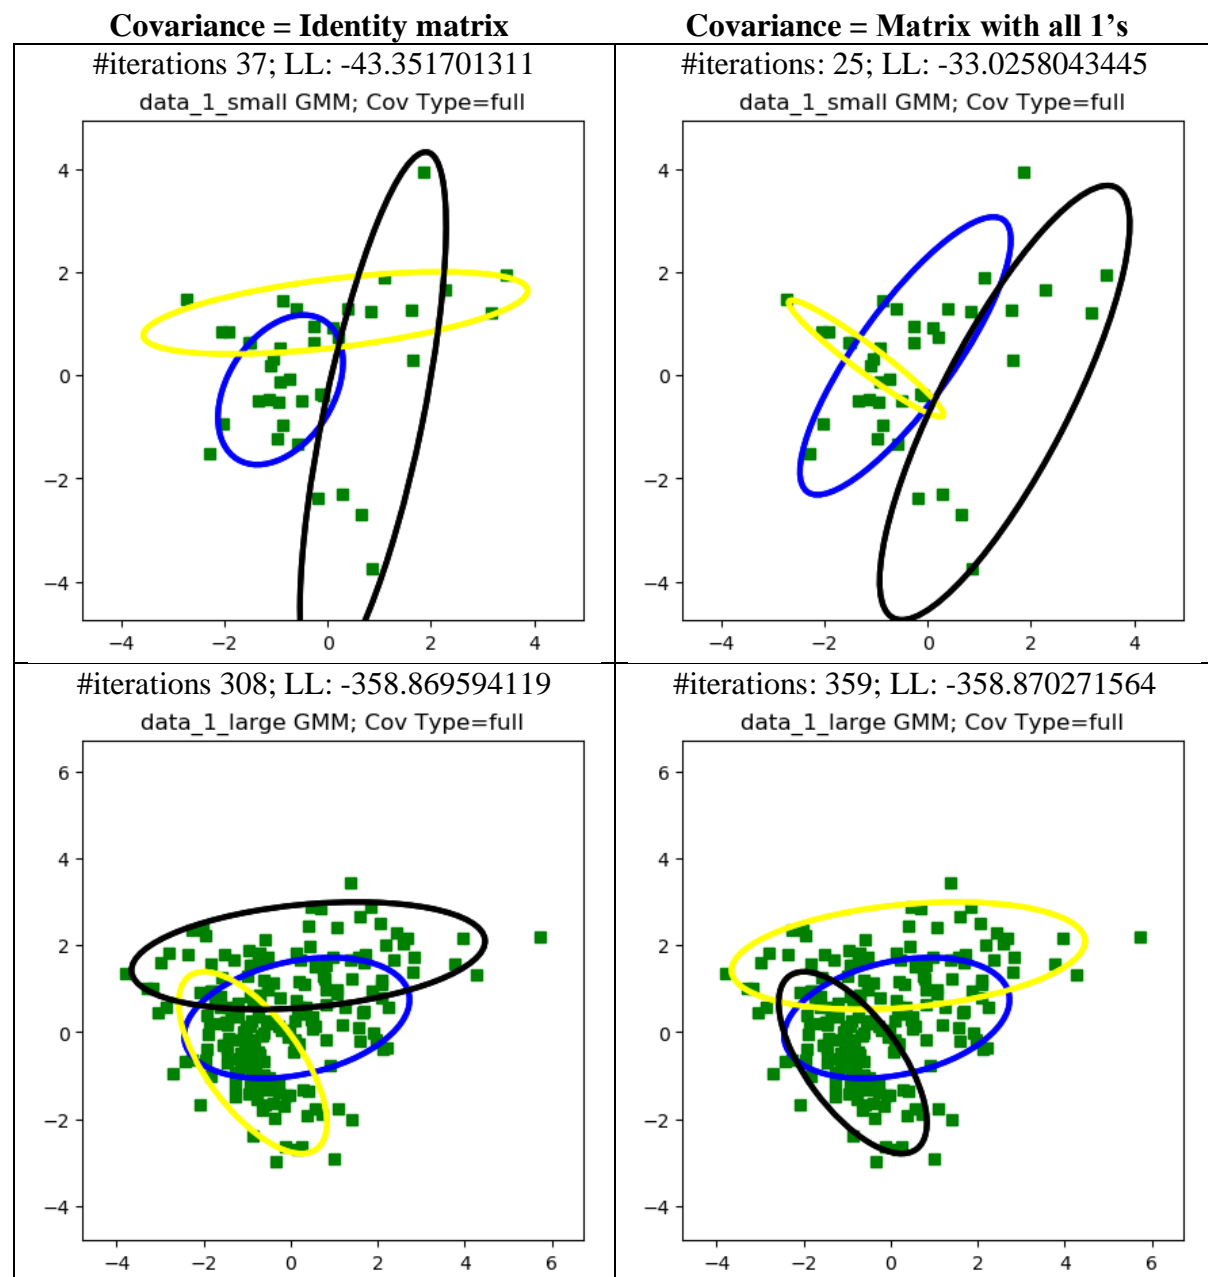 Covariance = Identity matrix
Covariance = Matrix with all 1’s
#iterations 37; LL: -43.351701311
data_1_small GMM; Cov Type=full
4
2
0
−2
−4
−4 −2 0 2 4
#iterations: 25; LL: -33.0258043445
data_1_small GMM; Cov Type=full
4
2
0
−2
−4
−4 −2 0 2 4
#iterations 308; LL: -358.869594119
data_1_large GMM; Cov Type=full
6
4
2
0
−2
−4
−4 −2 0 2 4 6
#iterations: 359; LL: -358.870271564
data_1_large GMM; Cov Type=full
6
4
2
0
−2
−4
−4 −2 0 2 4 6